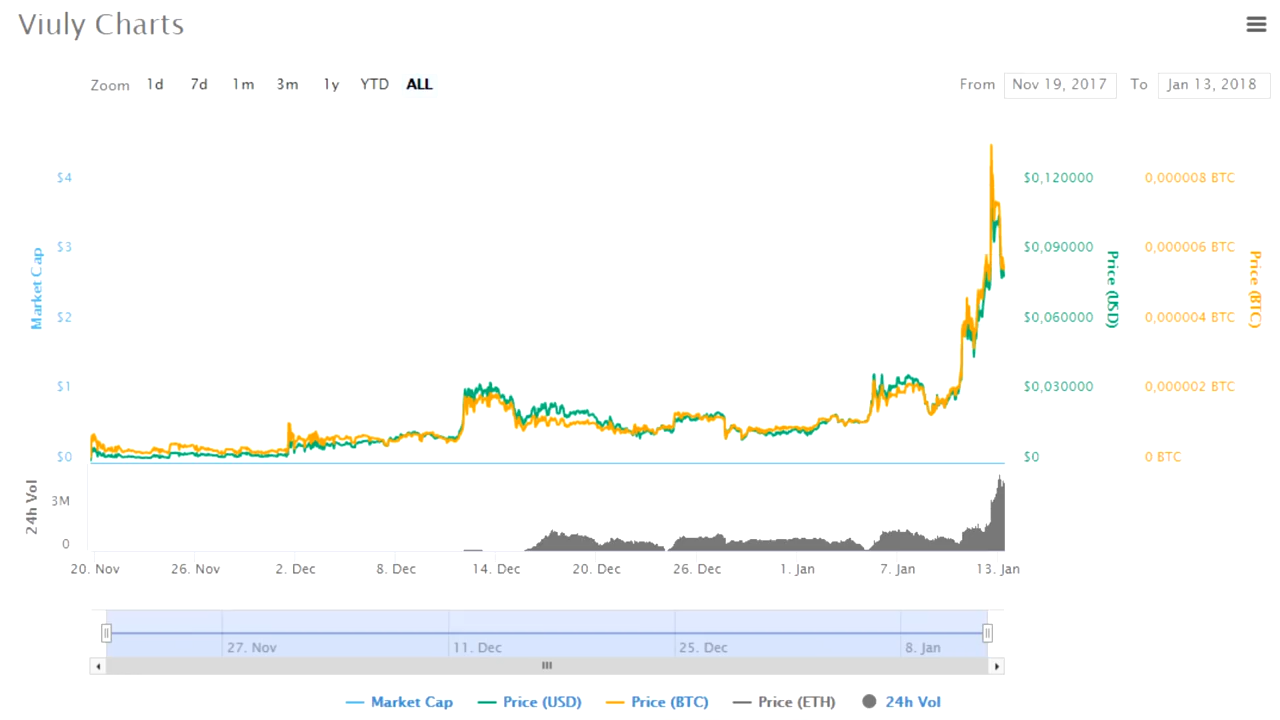 Viuly Charts
Zoom 1d 7d 1m 3m 1y YTD ALL From Nov 19, 2017 To Jan 13, 2018
$4 $0,120000 0,000008 BTC
$3 $0,090000 0,000006 BTC
$2 $0,060000 0,000004 BTC
$1 $0,030000 0,000002 BTC
$0 $0 0 BTC
Market Cap
Price (USD)
Price (BTC)
24h Vol
3M
0
20. Nov 26. Nov 2. Dec 8. Dec 14. Dec 20. Dec 26. Dec 1. Jan 7. Jan 13. Jan
27. Nov 11. Dec 25. Dec 8. Jan
Market Cap Price (USD) Price (BTC) Price (ETH) 24h Vol